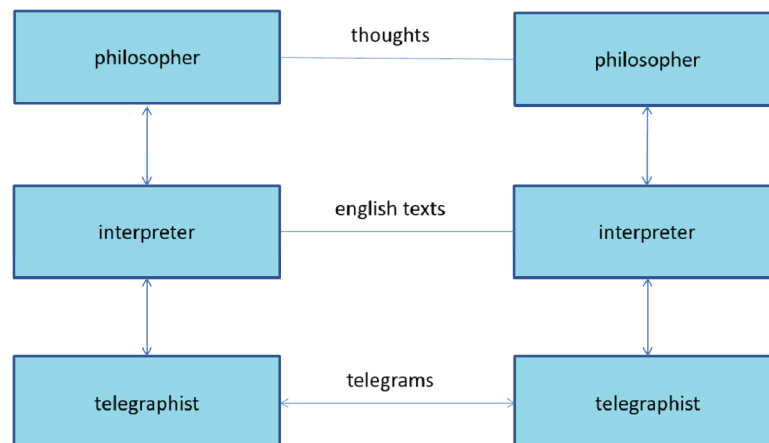 thoughts
philosopher
philosopher
english texts
interpreter
interpreter
telegrams
telegraphist
telegraphist